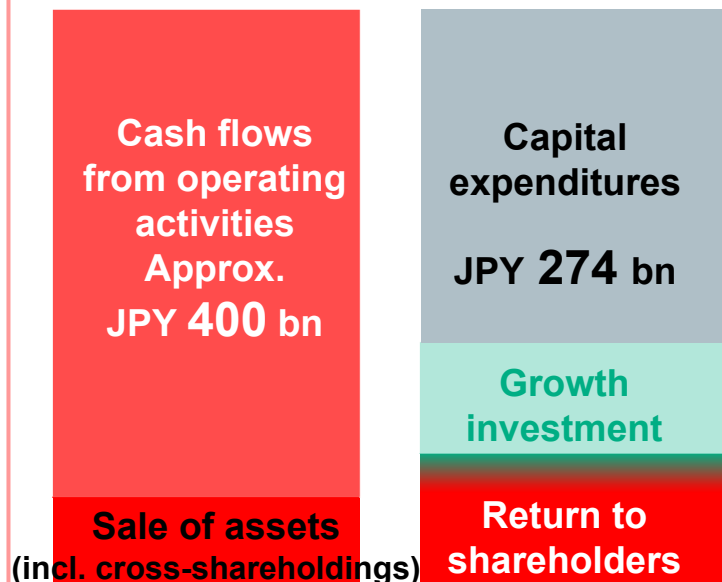 Cash flows
from operating
activities
Approx.
JPY 400 bn
Sale of assets
(incl. cross-shareholdings)
Capital
expenditures
JPY 274 bn
Growth
investment
Return to
shareholders